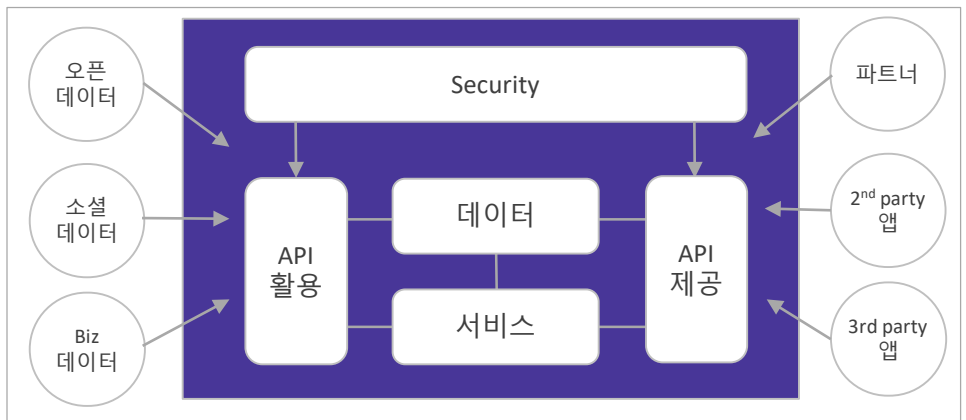 오픈
데이터
소셜
데이터
Biz
데이터
Security
API
활용
데이터
서비스
API
제공
파트너
2nd party
앱
3rd party
앱